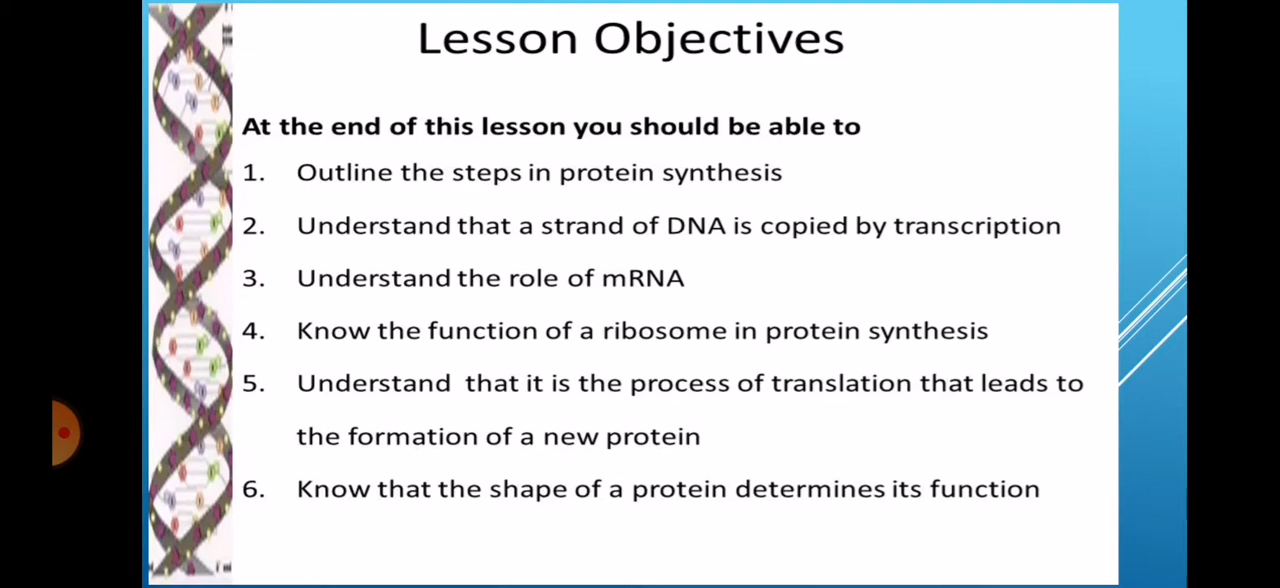 Lesson Objectives
At the end of this lesson you should be able to
1. Outline the steps in protein synthesis
2. Understand that a strand of DNA is copied by transcription
3. Understand the role of mRNA
4. Know the function of a ribosome in protein synthesis
5. Understand that it is the process of translation that leads to
the formation of a new protein
6. Know that the shape of a protein determines its function